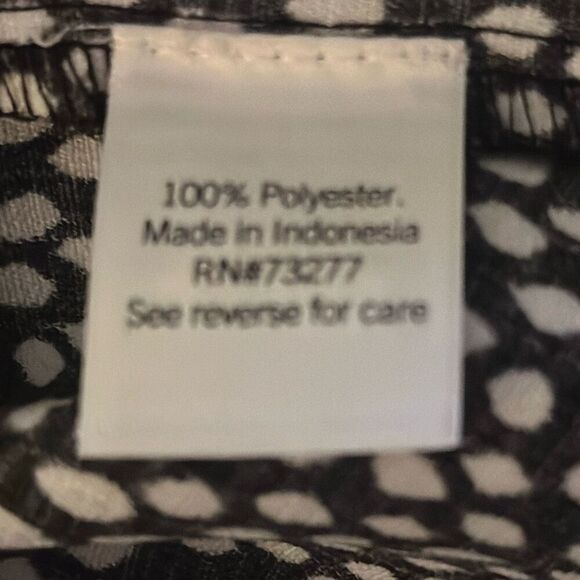 100% Polyester.
Made in Indonesia
RN#73277
See reverse for care